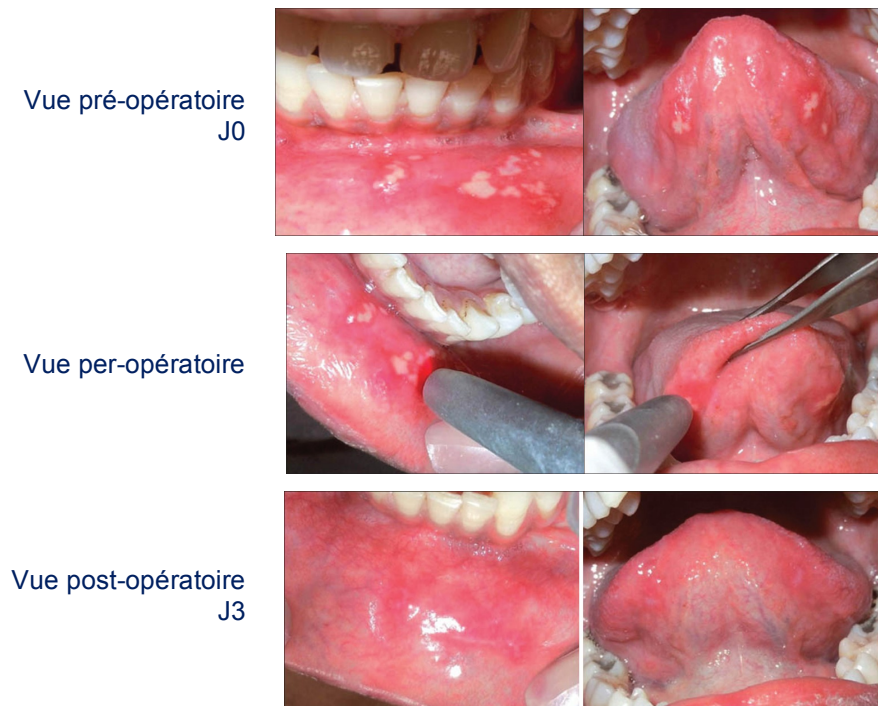 Vue pré-opératoire
J0
Vue per-opératoire
Vue post-opératoire
J3